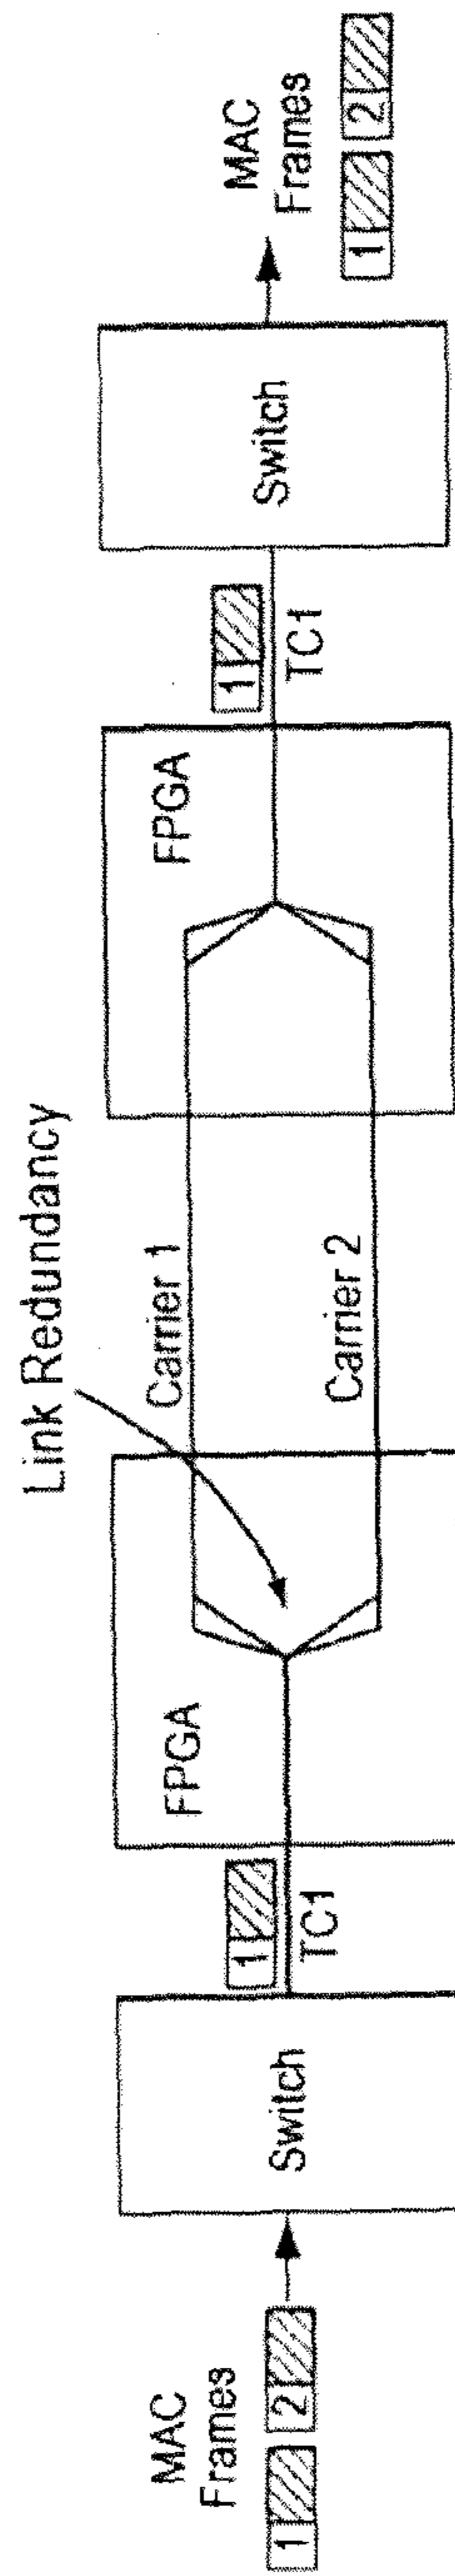 Link Redundancy
MAC
Frames
1 2
Switch
1
TC1
FPGA
Carrier 1
Carrier 2
FPGA
1
TC1
Switch
MAC
Frames
1 2